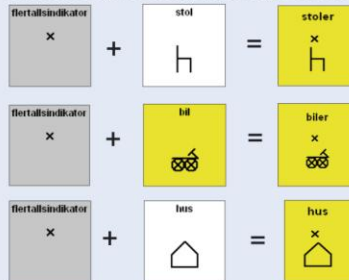 flertallsindikator stol stoler
× + = ×
flertallsindikator bil biler
× + = ×
flertallsindikator hus hus
× + = ×